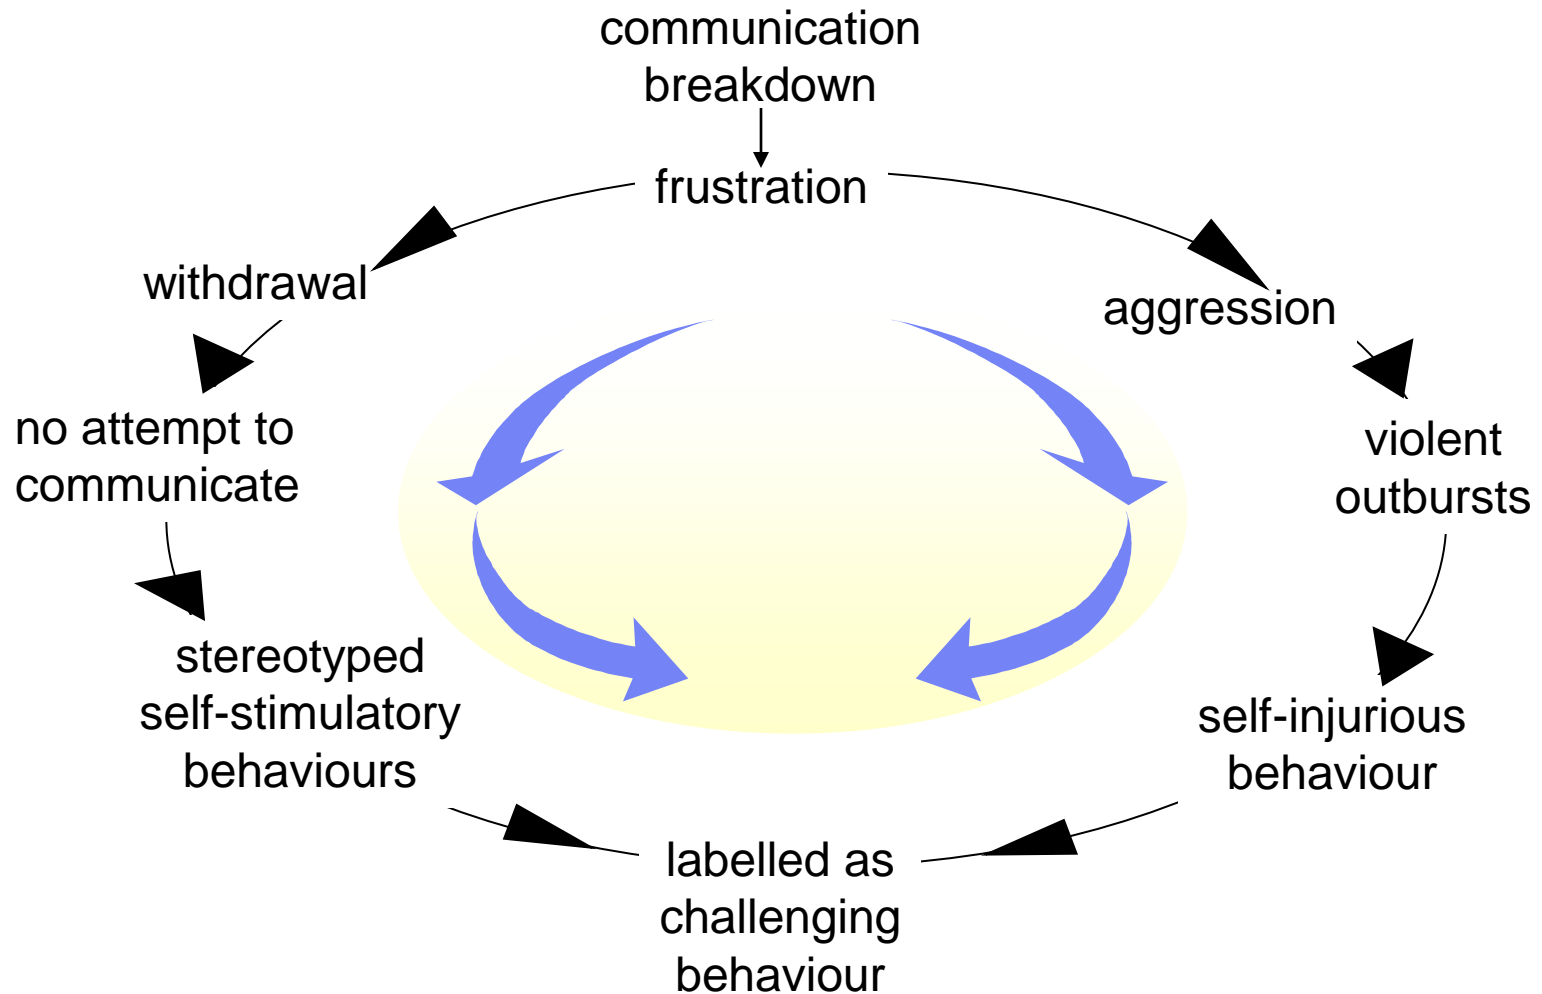 communication
breakdown
frustration
withdrawal
aggression
no attempt to
communicate
violent
outbursts
stereotyped
self-stimulatory
behaviours
self-injurious
behaviour
labelled as
challenging
behaviour